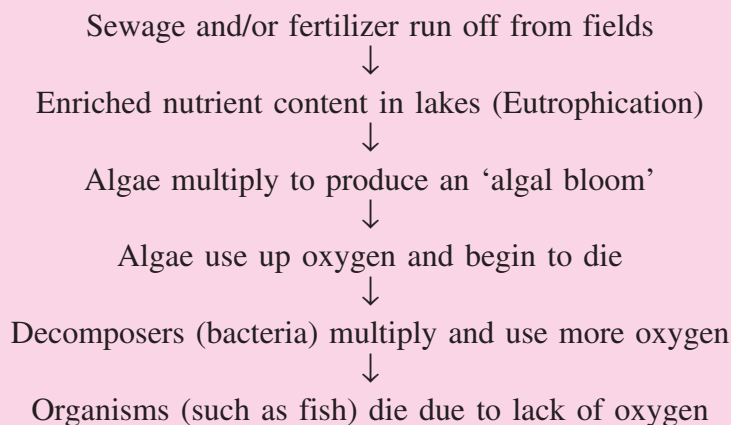 Sewage and/or fertilizer run off from fields
↓
Enriched nutrient content in lakes (Eutrophication)
↓
Algae multiply to produce an ‘algal bloom’
↓
Algae use up oxygen and begin to die
↓
Decomposers (bacteria) multiply and use more oxygen
↓
Organisms (such as fish) die due to lack of oxygen